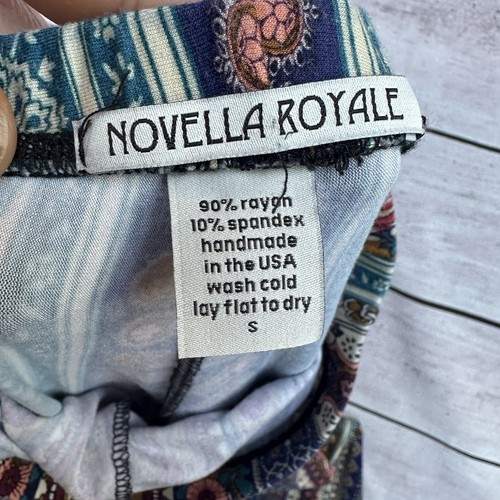 NOVELLA ROYALE
90% rayon
10% spandex
handmade
in the USA
wash cold
lay flat to dry
S